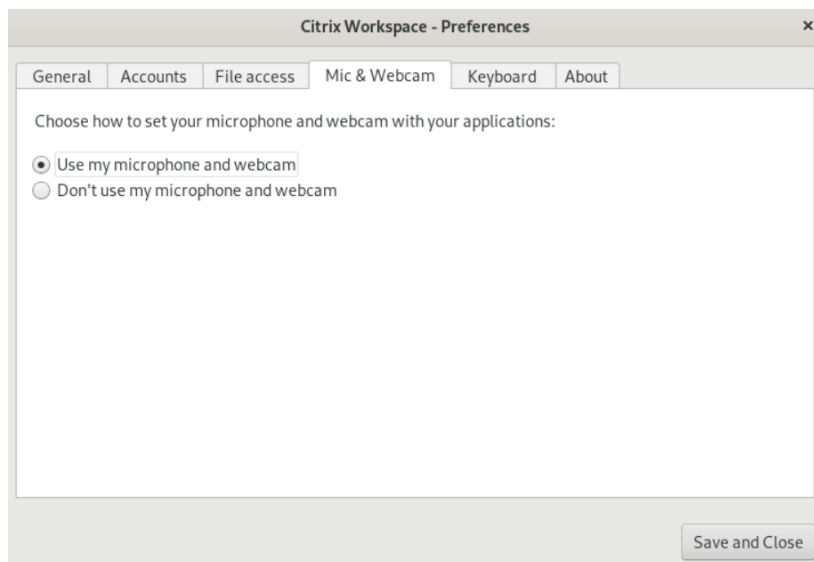 Citrix Workspace - Preferences ×
General Accounts File access Mic & Webcam Keyboard About
Choose how to set your microphone and webcam with your applications:
Use my microphone and webcam
Don't use my microphone and webcam
Save and Close